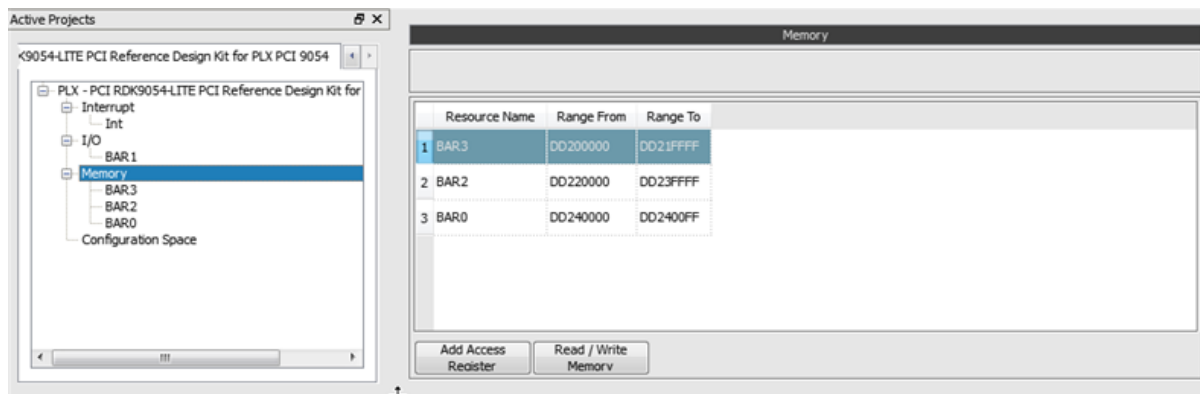 Active Projects
K9054-LITE PCI Reference Design Kit for PLX PCI 9054
PLX - PCI RDK9054-LITE PCI Reference Design Kit for
Interrupt
Int
I/O
BAR1
Memory
BAR3
BAR2
BAR0
Configuration Space
Memory
Resource Name Range From Range To
1 BAR3 DD200000 DD21FFFF
2 BAR2 DD220000 DD23FFFF
3 BAR0 DD240000 DD2400FF
Add Access
Register
Read / Write
Memory